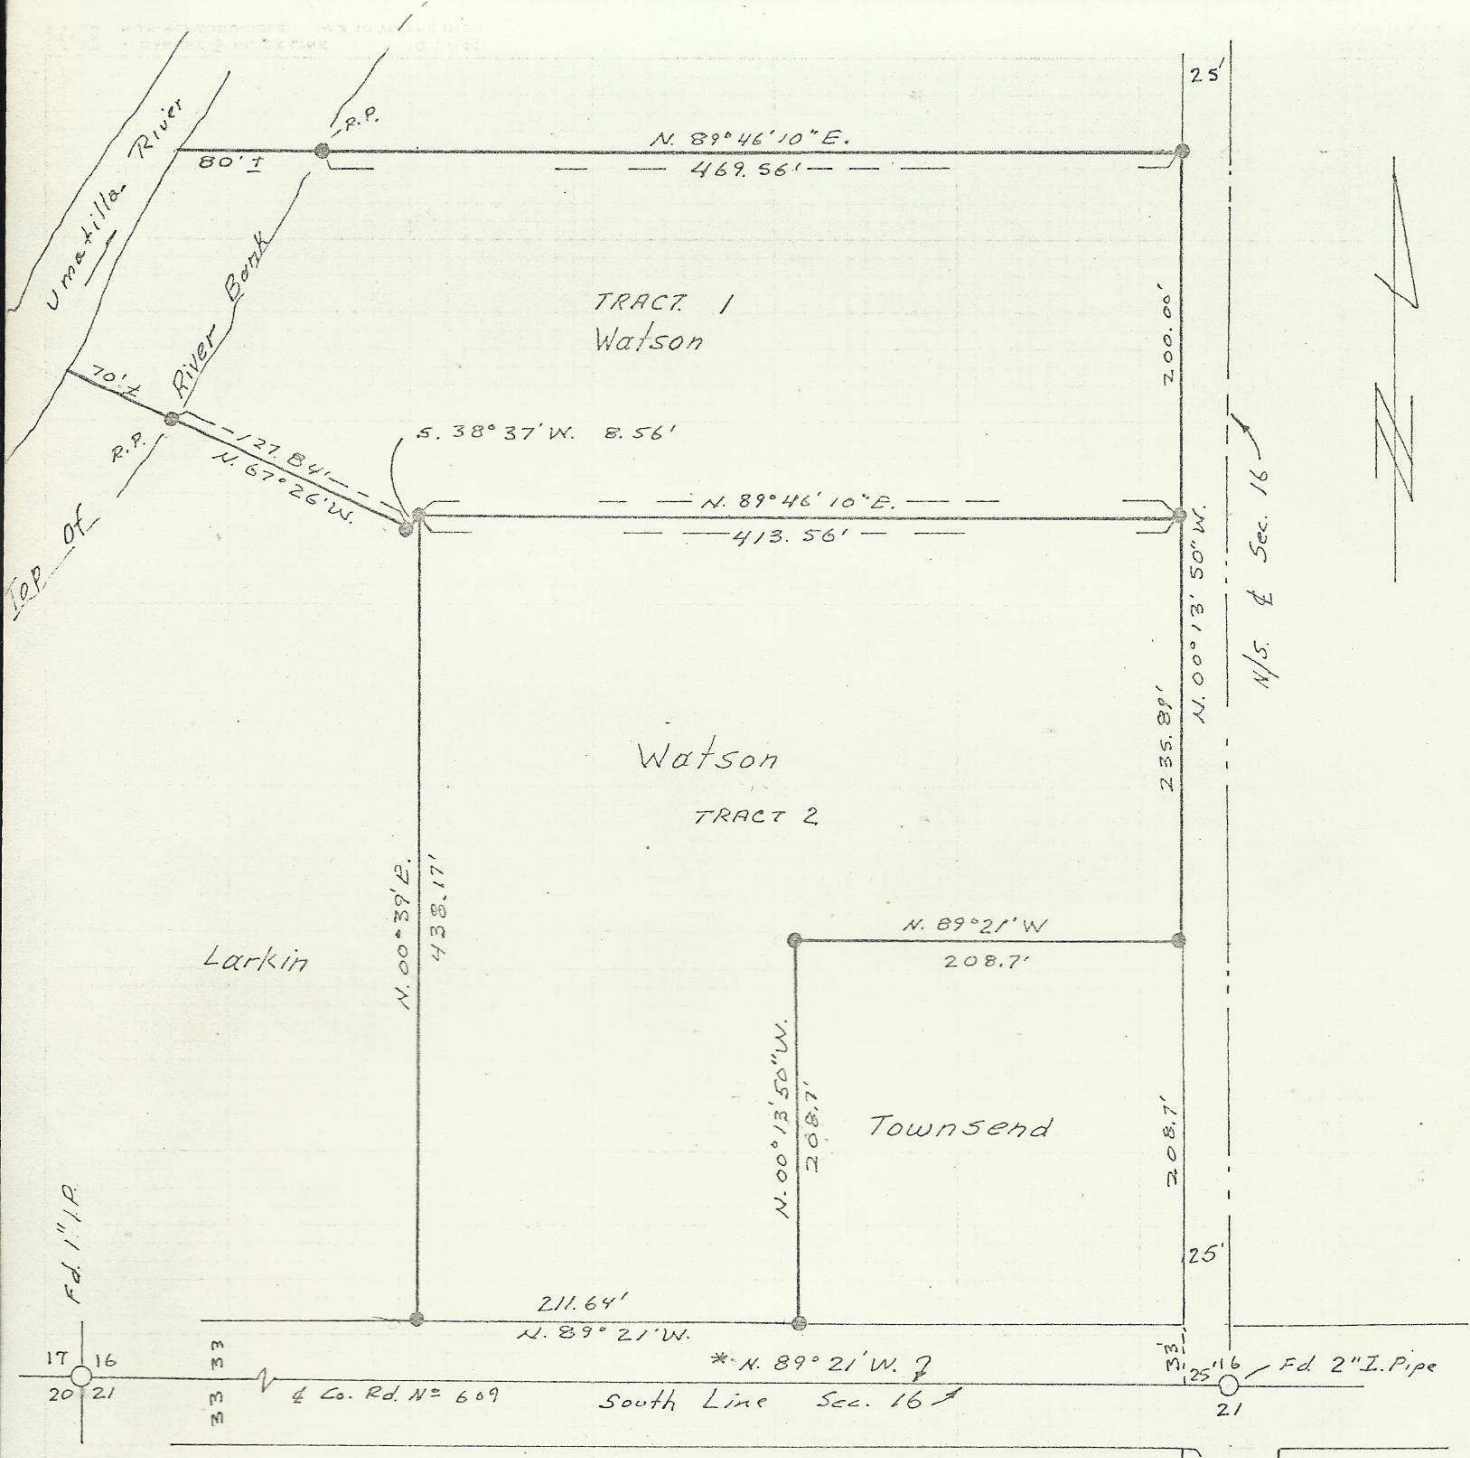 25'
Umatilla River
R.P.
80'±
N. 89°46'10"E.
469.56'
TRACT 1
Watson
200.00'
River Bank
70'±
R.P.
Top of
127.84'
N. 67°26'W.
S. 38°37'W. 8.56'
N. 89°46'10"E.
413.56'
N. 00°13'50"W.
N/S. ℄ Sec. 16
235.89'
Watson
TRACT 2
N. 00°39'E.
438.17'
Larkin
N. 89°21'W
208.7'
N. 00°13'50"W.
208.7'
Townsend
208.7'
25'
Fd. 1" I.P.
211.64'
N. 89°21'W.
* N. 89°21'W.
33
33
33
25'
17 16
20 21
℄ Co. Rd. Nº 609
South Line Sec. 16
16
21
Fd. 2" I. Pipe